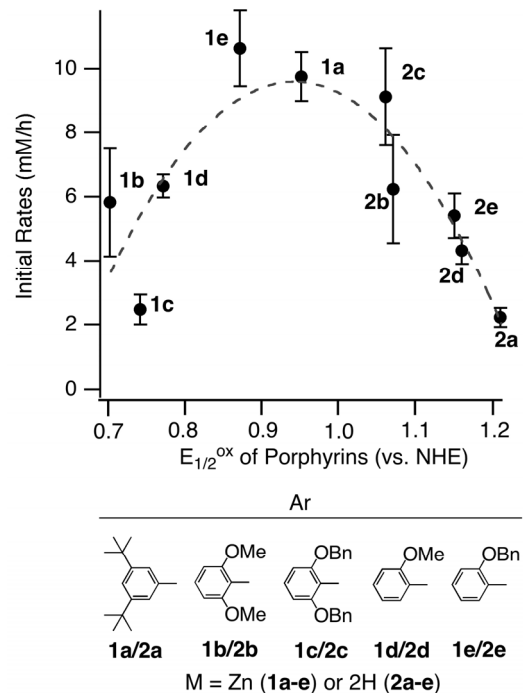 Initial Rates (mM/h)
10
8
6
4
2
0
1e
1a
2c
1b
1d
2b
2e
1c
2d
2a
0.7 0.8 0.9 1.0 1.1 1.2
E1/2ox of Porphyrins (vs. NHE)
Ar
OMe OBn OMe OBn
OMe OBn
1a/2a 1b/2b 1c/2c 1d/2d 1e/2e
M = Zn (1a-e) or 2H (2a-e)